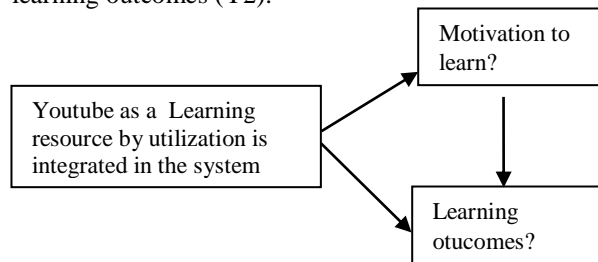 learning outcomes (Y2).
Motivation to
learn?
Youtube as a Learning
resource by utilization is
integrated in the system
Learning
otucomes?